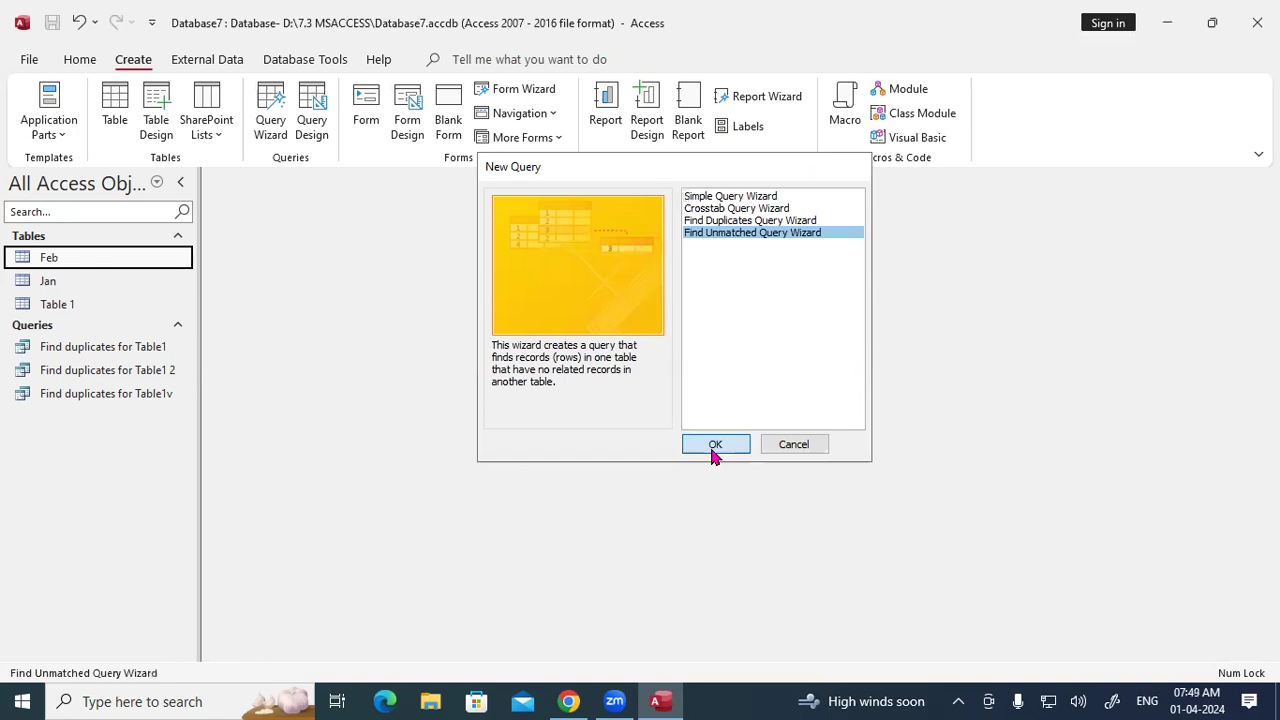 Database7 : Database- D:\7.3 MSACCESS\Database7.accdb (Access 2007 - 2016 file format) - Access
Sign in
File Home Create External Data Database Tools Help Tell me what you want to do
Application Parts
Table
Table Design
SharePoint Lists
Query Wizard
Query Design
Form
Form Design
Blank Form
Form Wizard
Navigation
More Forms
Report
Report Design
Blank Report
Report Wizard
Labels
Macro
Module
Class Module
Visual Basic
Templates
Tables
Queries
Forms
cros & Code
All Access Obj...
Search...
Tables
Feb
Jan
Table 1
Queries
Find duplicates for Table1
Find duplicates for Table1 2
Find duplicates for Table1v
New Query
Simple Query Wizard
Crosstab Query Wizard
Find Duplicates Query Wizard
Find Unmatched Query Wizard
This wizard creates a query that
finds records (rows) in one table
that have no related records in
another table.
OK
Cancel
Find Unmatched Query Wizard
Num Lock
Type here to search
zm
High winds soon
ENG
07:49 AM
01-04-2024